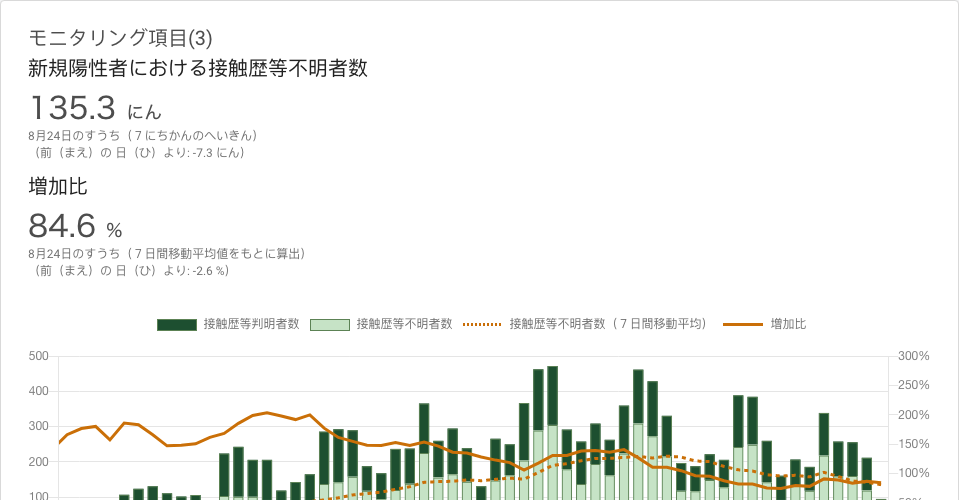 モニタリング項目(3)
新規陽性者における接触歴等不明者数
135.3 にん
8月24日のすうち（７にちかんのへいきん）
（前（まえ）の 日（ひ）より: -7.3 にん）
増加比
84.6 %
8月24日のすうち（７日間移動平均値をもとに算出）
（前（まえ）の 日（ひ）より: -2.6 %）
接触歴等判明者数 接触歴等不明者数 接触歴等不明者数（７日間移動平均） 増加比
500 300%
250%
400
200%
300
150%
200
100%
100